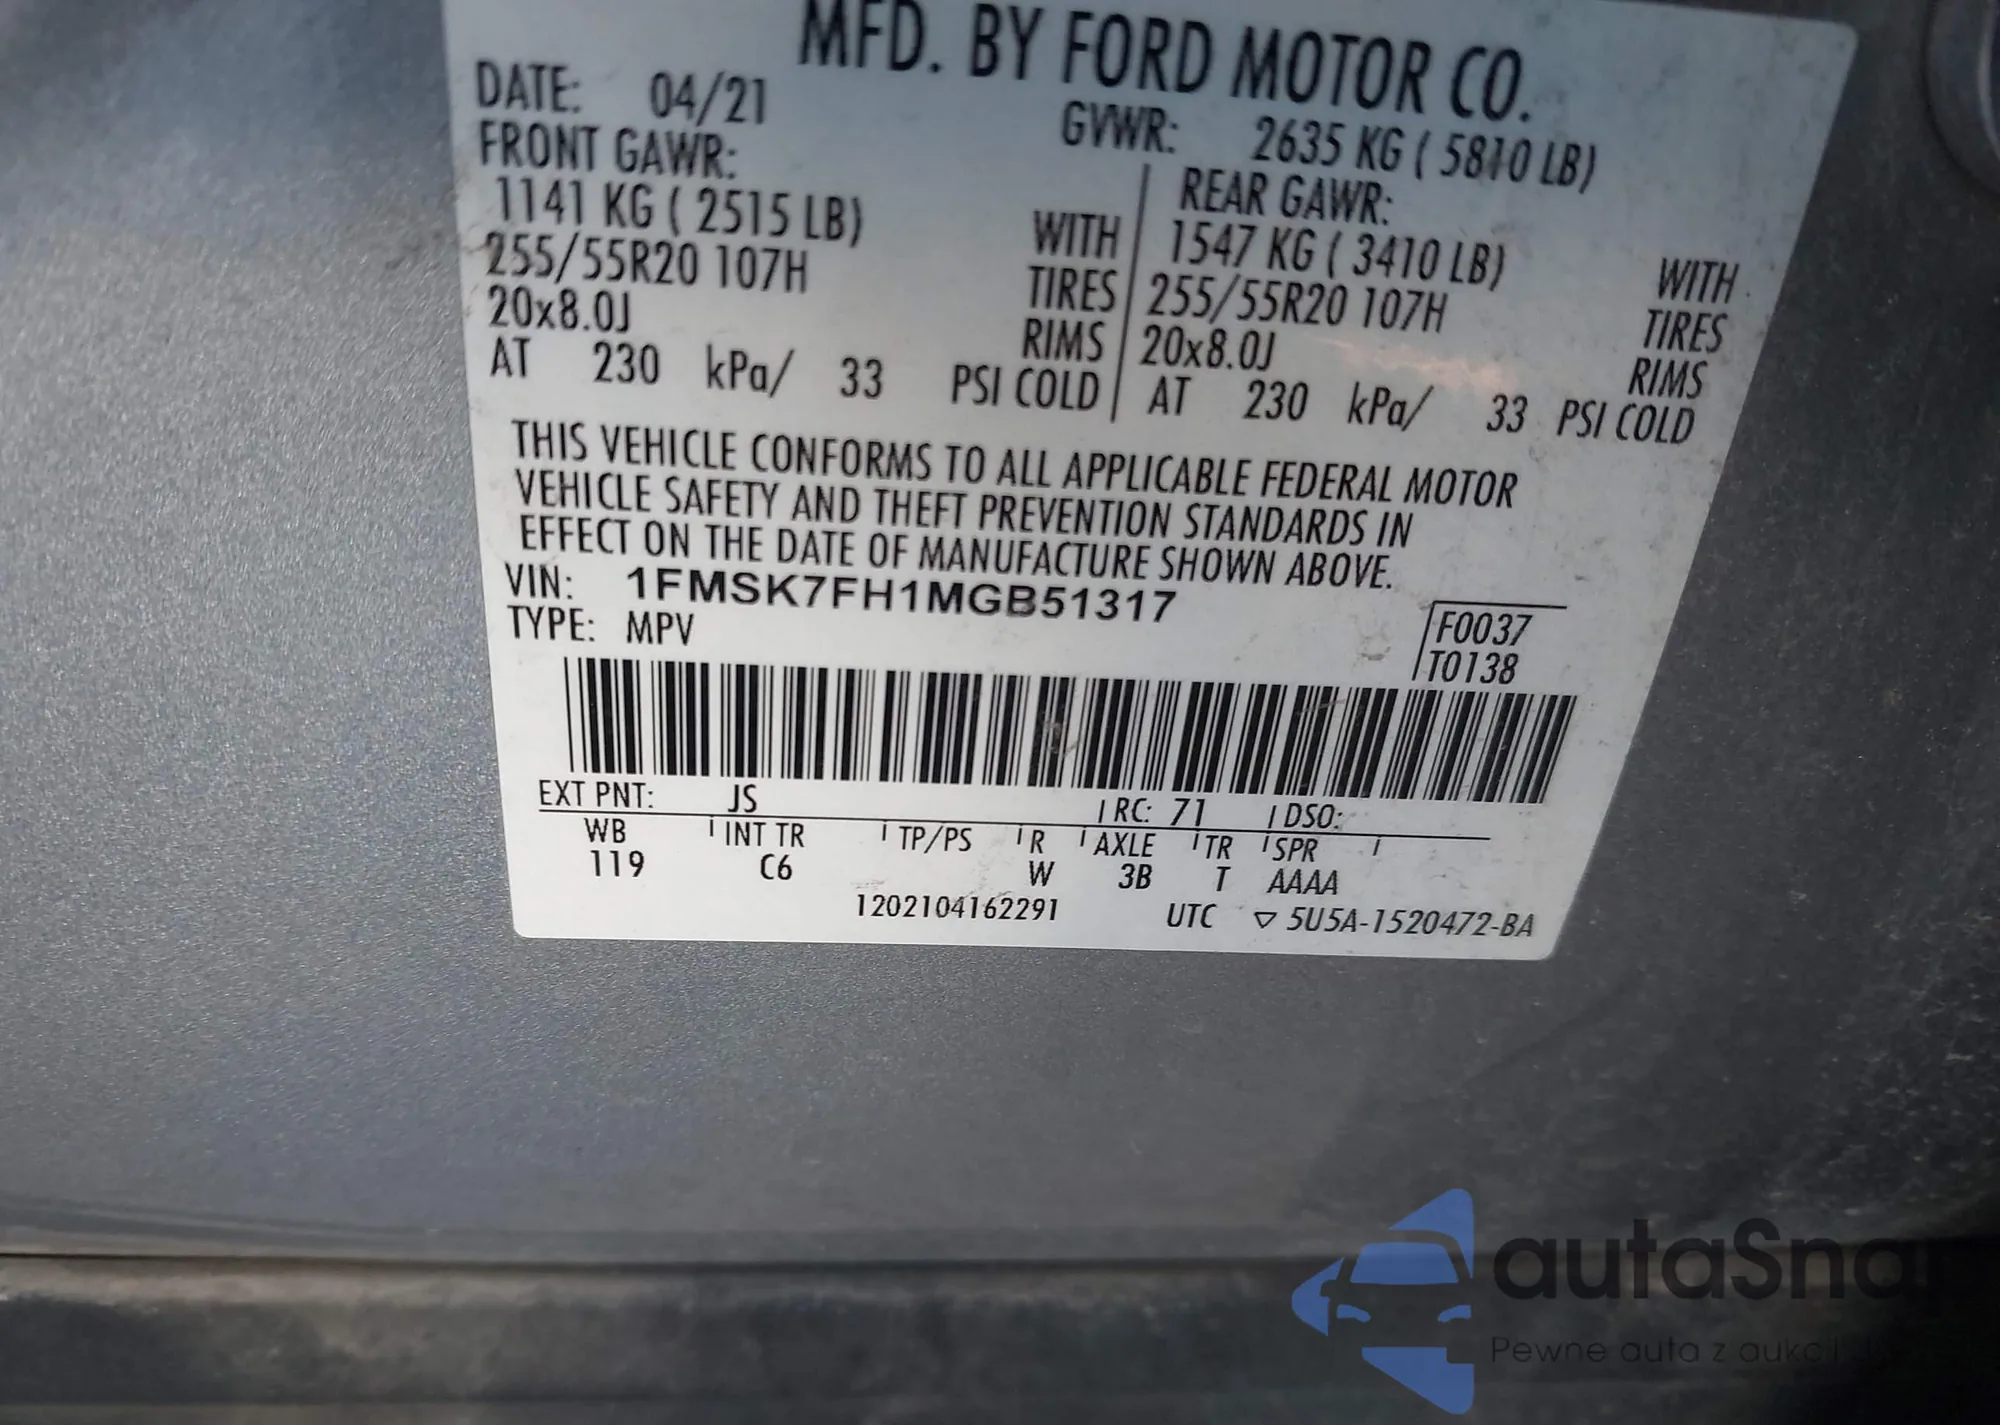 MFD. BY FORD MOTOR CO.
DATE: 04/21 GVWR: 2635 KG ( 5810 LB)
FRONT GAWR: REAR GAWR:
1141 KG ( 2515 LB) WITH 1547 KG ( 3410 LB) WITH
255/55R20 107H TIRES 255/55R20 107H TIRES
20x8.0J RIMS 20x8.0J RIMS
AT 230 kPa/ 33 PSI COLD AT 230 kPa/ 33 PSI COLD
THIS VEHICLE CONFORMS TO ALL APPLICABLE FEDERAL MOTOR
VEHICLE SAFETY AND THEFT PREVENTION STANDARDS IN
EFFECT ON THE DATE OF MANUFACTURE SHOWN ABOVE.
VIN: 1FMSK7FH1MGB51317
TYPE: MPV
F0037
T0138
EXT PNT: JS RC: 71 DSO:
WB INT TR TP/PS R AXLE TR SPR
119 C6 W 3B T AAAA
1202104162291 UTC ▽ 5U5A-1520472-BA
autaSna
Pewne auta z